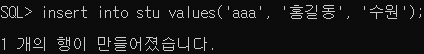 SQL> insert into stu values('aaa', '홍길동', '수원');
1 개의 행이 만들어졌습니다.